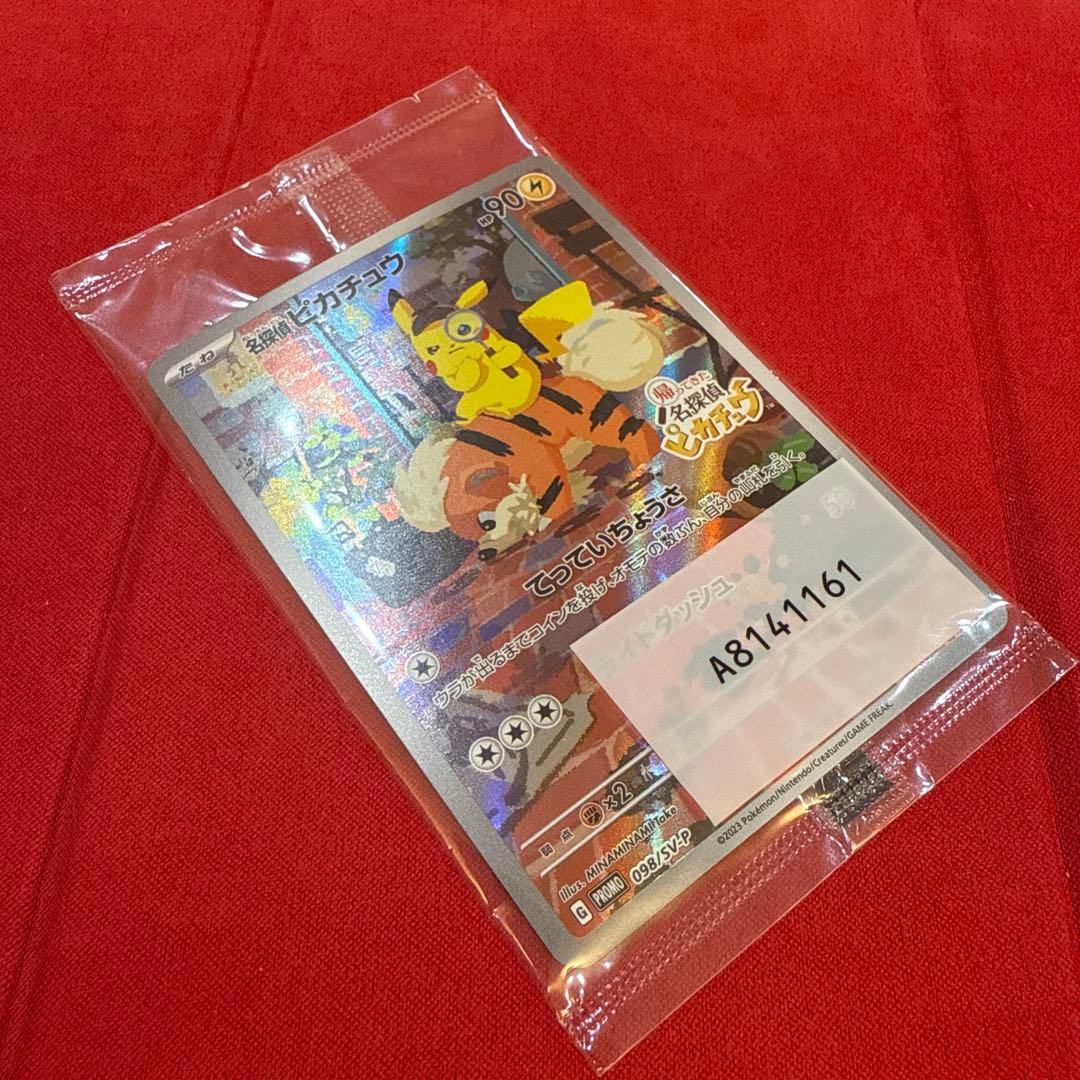 たね 名探偵ピカチュウ HP90
帰ってきた
名探偵
ピカチュウ
てっていちょうさ
ウラが出るまでコインを投げ、オモテの数ぶん、自分の山札を引く。
イトダッシュ 50
A8141161
弱点 ×2
Illus. MINAMINAMI Take
G PROMO 098/SV-P
©2023 Pokémon/Nintendo/Creatures/GAME FREAK